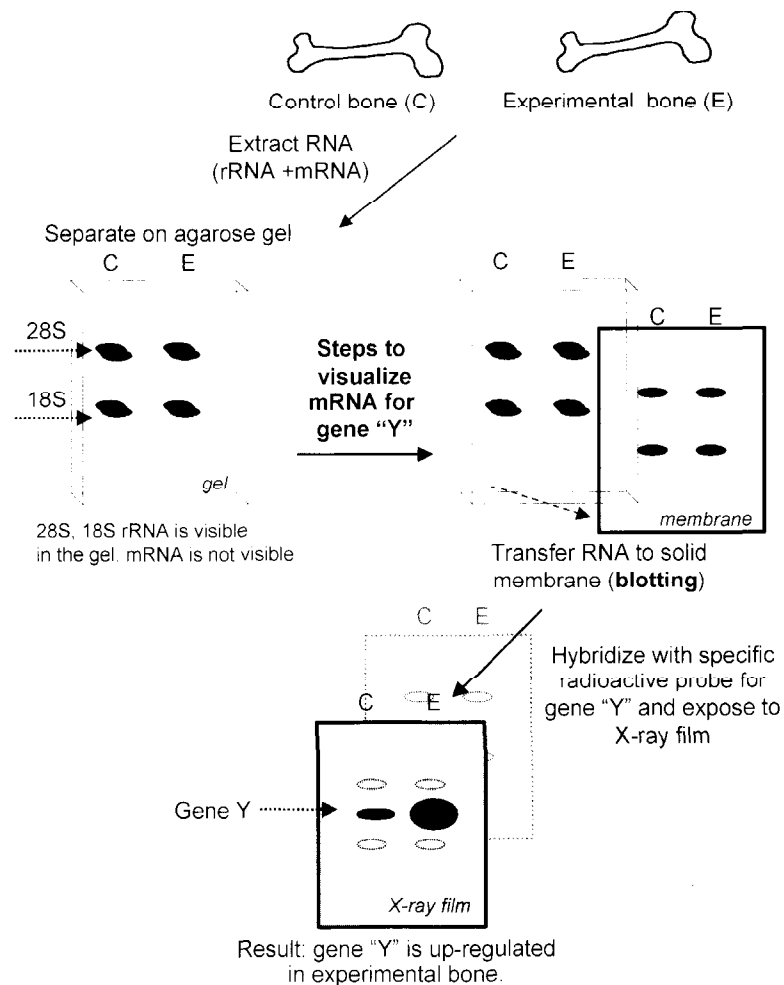 Control bone (C)
Experimental bone (E)
Extract RNA
(rRNA +mRNA)
Separate on agarose gel
C E
28S
18S
gel
28S, 18S rRNA is visible
in the gel. mRNA is not visible
Steps to
visualize
mRNA for
gene “Y”
C E
C E
membrane
Transfer RNA to solid
membrane (blotting)
C E
Hybridize with specific
radioactive probe for
gene “Y” and expose to
X-ray film
C E
Gene Y
X-ray film
Result: gene “Y” is up-regulated
in experimental bone.